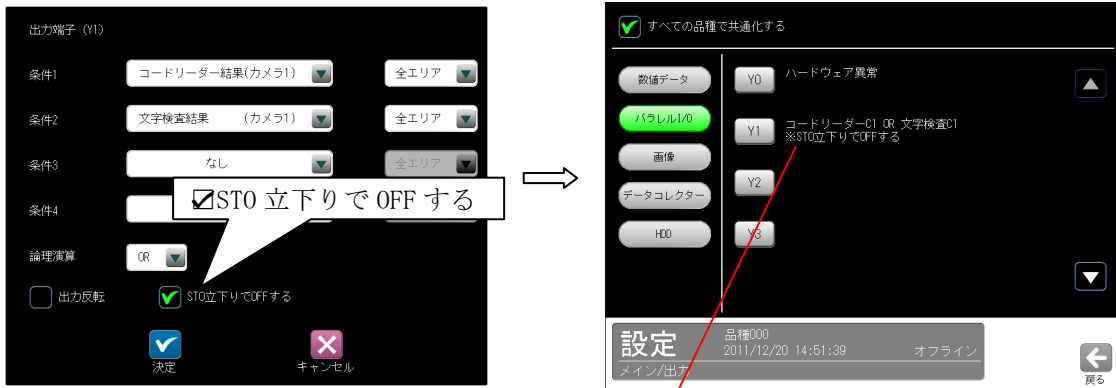 出力端子 (Y1)
条件1
コードリーダー結果(カメラ1)
全エリア
条件2
文字検査結果 (カメラ1)
全エリア
条件3
なし
全エリア
条件4
☑STO 立下りで OFF する
論理演算
OR
出力反転
STO立下りでOFFする
決定
キャンセル
すべての品種で共通化する
数値データ
パラレルI/O
画像
データコレクター
HDD
Y0
ハードウェア異常
Y1
コードリーダーC1 OR 文字検査C1
※STO立下りでOFFする
Y2
Y3
設定
メイン/出力
品種000
2011/12/20 14:51:39
オフライン
戻る